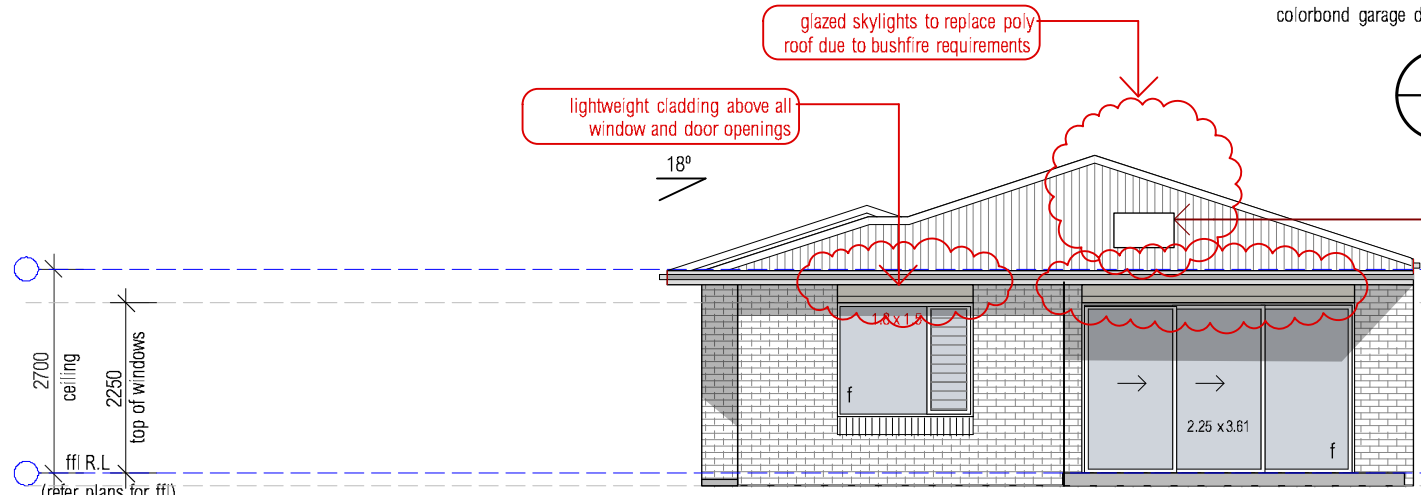 glazed skylights to replace poly
roof due to bushfire requirements
colorbond garage d
lightweight cladding above all
window and door openings
18°
1.8 x 1.5
2700
ceiling
2250
top of windows
f
2.25 x 3.61
f
ffl R.L
(refer plans for ffl)